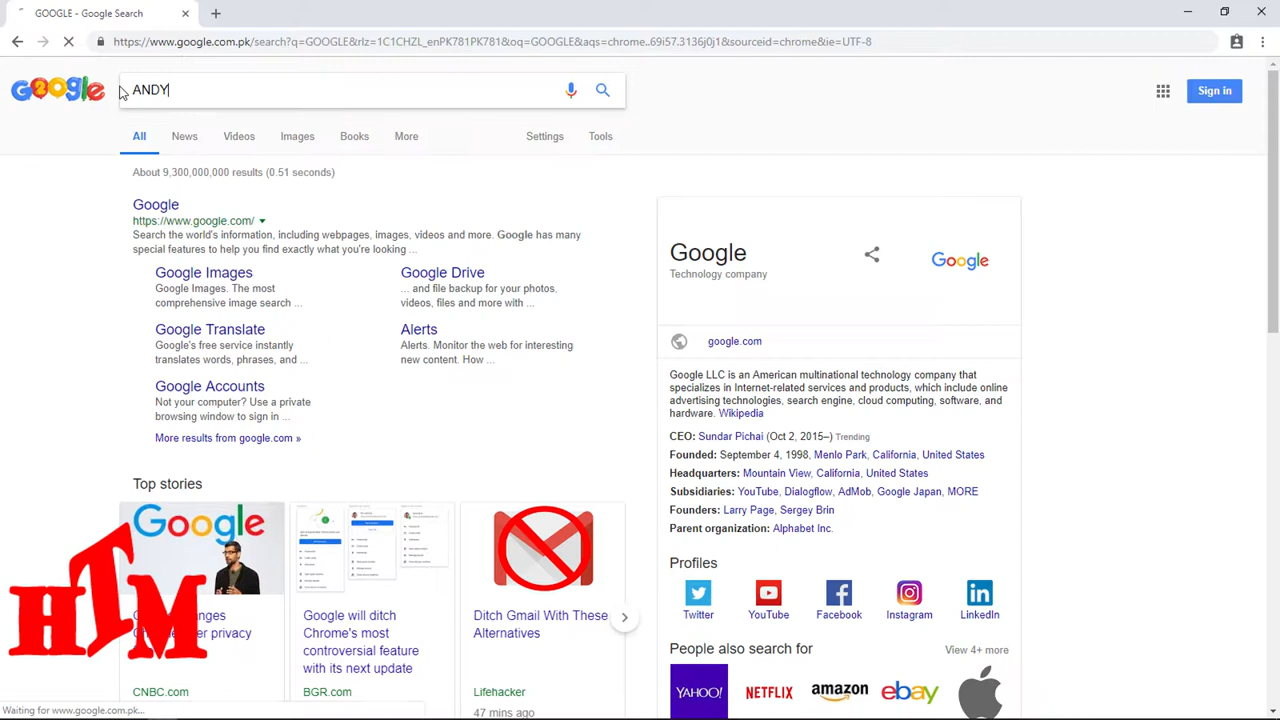 GOOGLE - Google Search
https://www.google.com.pk/search?q=GOOGLE&rlz=1C1CHZL_enPK781PK781&oq=GOOGLE&aqs=chrome..69i57.3136j0j1&sourceid=chrome&ie=UTF-8
Google
ANDY
Sign in
All News Videos Images Books More Settings Tools
About 9,300,000,000 results (0.51 seconds)
Google
https://www.google.com/
Search the world's information, including webpages, images, videos and more. Google has many
special features to help you find exactly what you're looking ...
Google Images
Google Images. The most
comprehensive image search ...
Google Drive
... and file backup for your photos,
videos, files and more with ...
Google Translate
Google's free service instantly
translates words, phrases, and ...
Alerts
Alerts. Monitor the web for interesting
new content. How ...
Google Accounts
Not your computer? Use a private
browsing window to sign in ...
More results from google.com »
Top stories
Google
privacy
CNBC.com
Google will ditch
Chrome's most
controversial feature
with its next update
BGR.com
Ditch Gmail With These
Alternatives
Lifehacker
47 mins ago
HTM
Waiting for www.google.com.pk...
Google
Technology company
Google
google.com
Google LLC is an American multinational technology company that
specializes in Internet-related services and products, which include online
advertising technologies, search engine, cloud computing, software, and
hardware. Wikipedia
CEO: Sundar Pichai (Oct 2, 2015–) Trending
Founded: September 4, 1998, Menlo Park, California, United States
Headquarters: Mountain View, California, United States
Subsidiaries: YouTube, Dialogflow, AdMob, Google Japan, MORE
Founders: Larry Page, Sergey Brin
Parent organization: Alphabet Inc.
Profiles
Twitter YouTube Facebook Instagram LinkedIn
People also search for
View 4+ more
YAHOO! NETFLIX amazon ebay